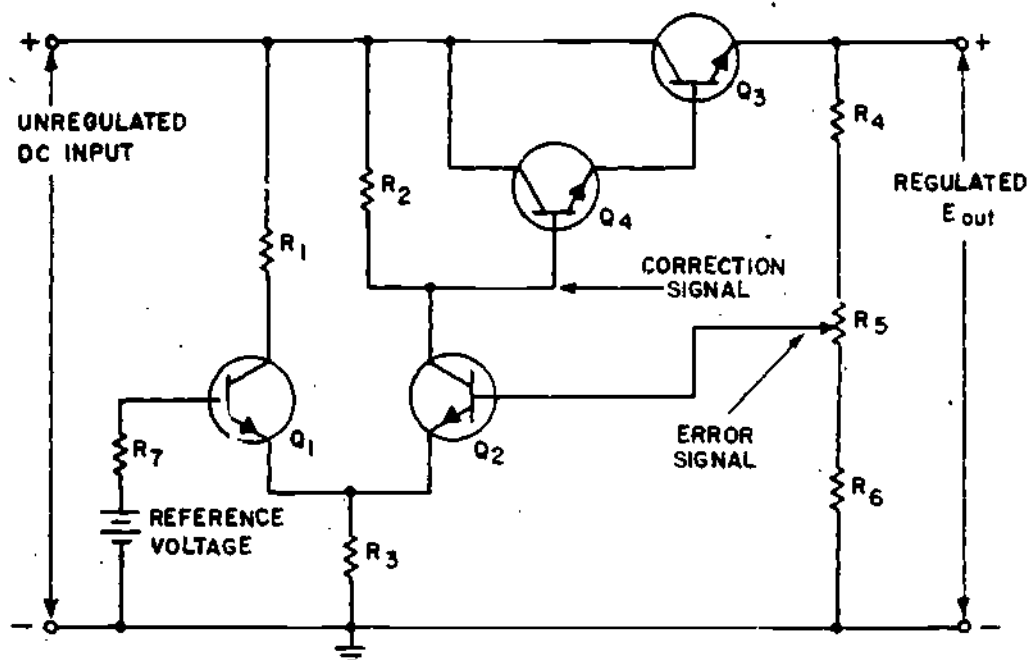 +
+
Q3
R4
UNREGULATED
DC INPUT
R2
Q4
REGULATED
E out
R1
CORRECTION
SIGNAL
R5
Q1
Q2
ERROR
SIGNAL
R7
R6
REFERENCE
VOLTAGE
R3
-
-